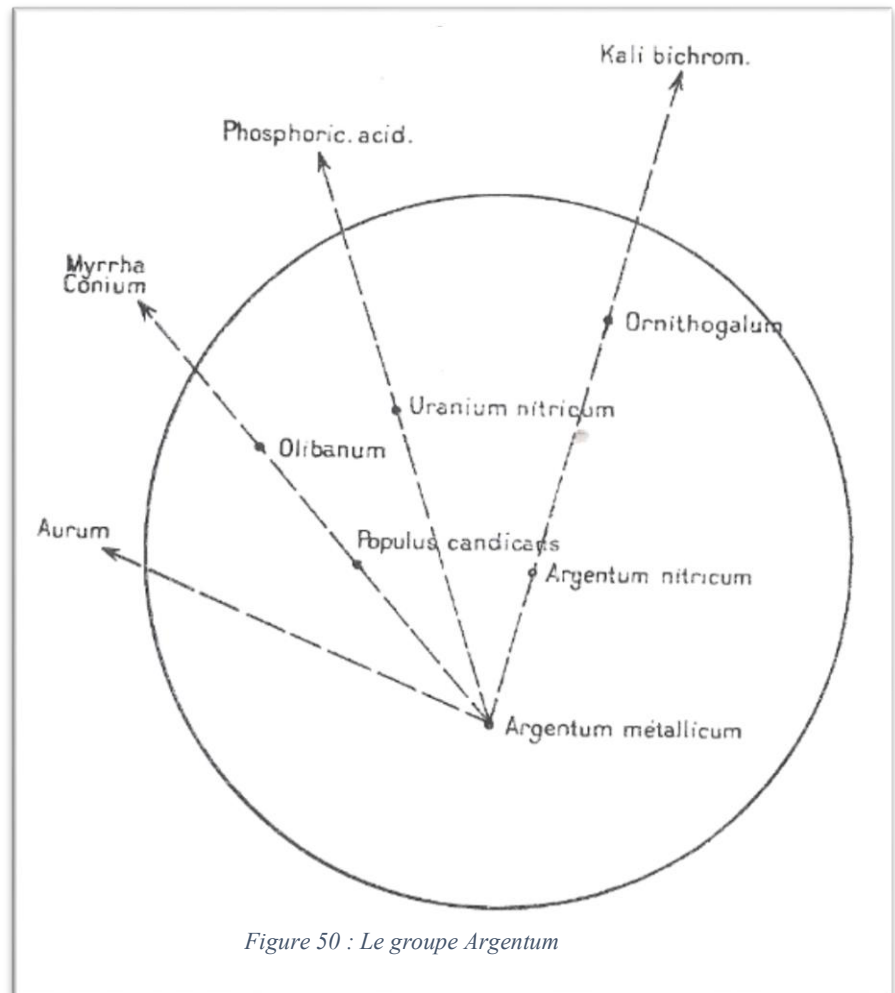 Kali bichrom.
Phosphoric. acid.
Myrrha
Conium
Ornithogalum
Uranium nitricum
Olibanum
Aurum
Populus candicans
Argentum nitricum
Argentum métallicum
Figure 50 : Le groupe Argentum